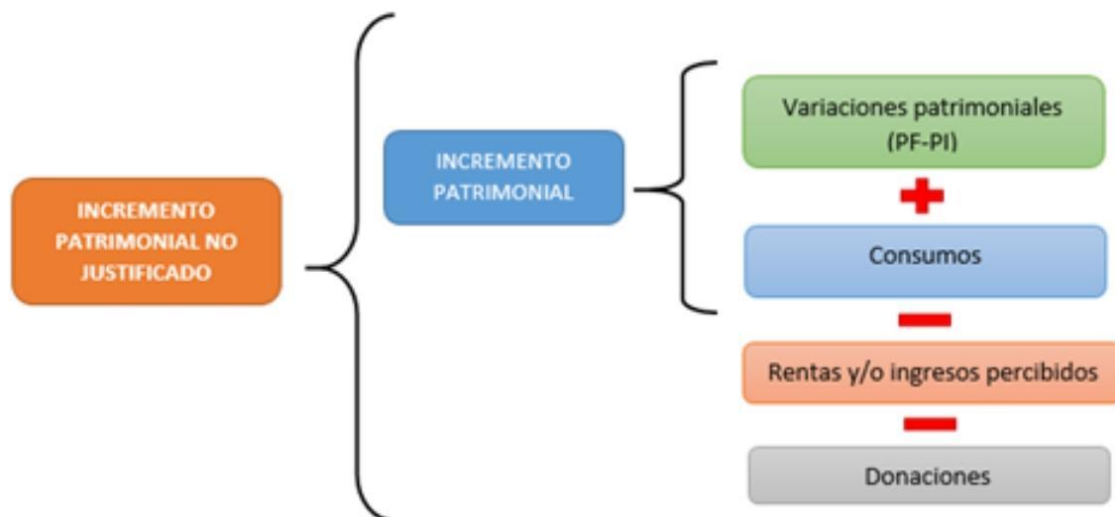 INCREMENTO
PATRIMONIAL NO
JUSTIFICADO
INCREMENTO
PATRIMONIAL
Variaciones patrimoniales
(PF-PI)
Consumos
Rentas y/o ingresos percibidos
Donaciones